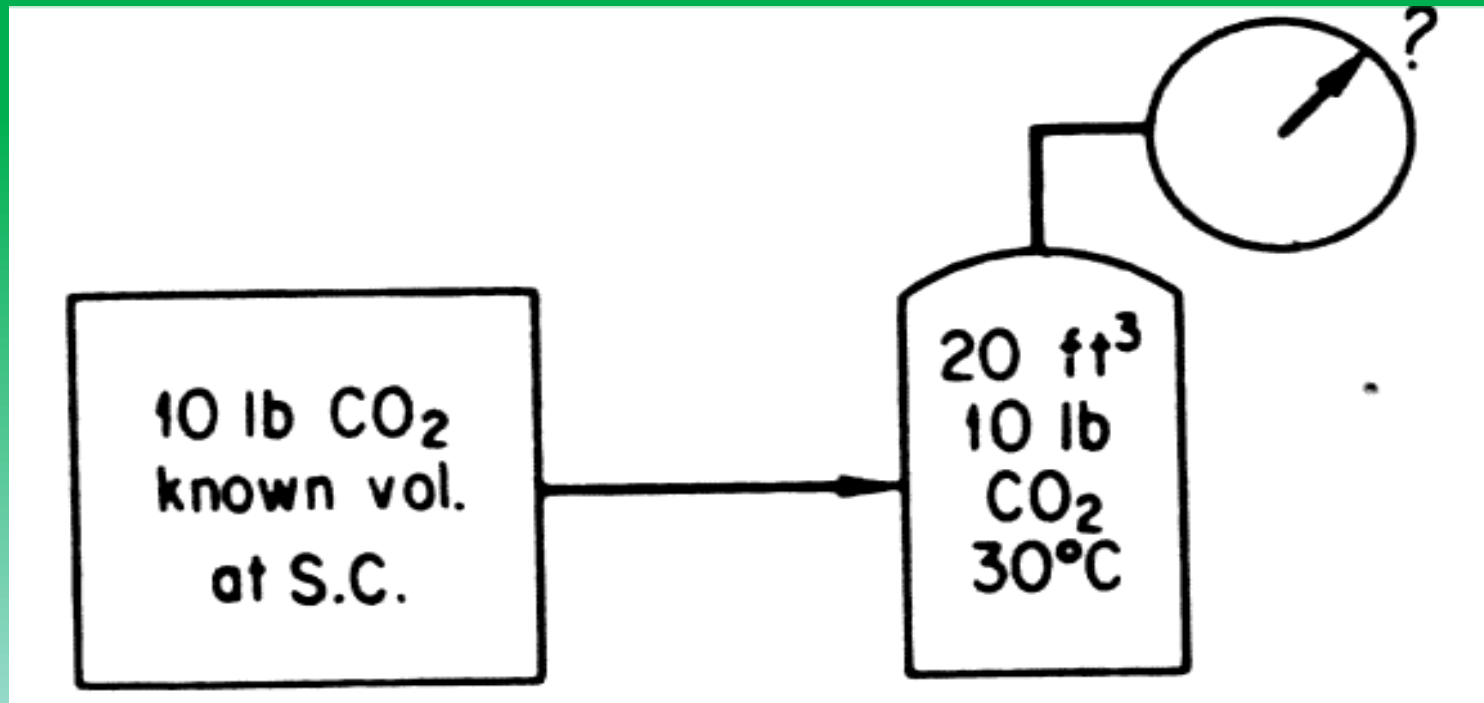 ?
10 lb CO₂
known vol.
at S.C.
20 ft³
10 lb
CO₂
30°C